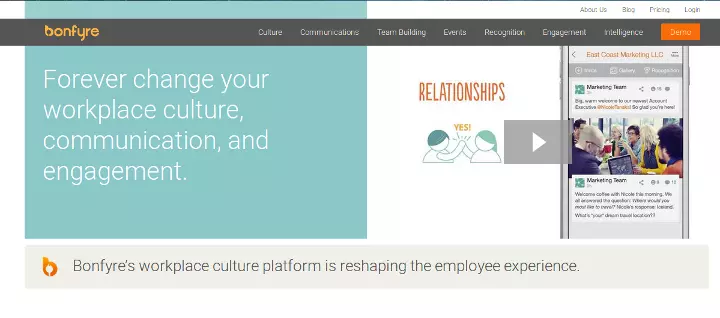 About Us Blog Pricing Login
bonfyre Culture Communications Team Building Events Recognition Engagement Intelligence Demo
Forever change your
workplace culture,
communication, and
engagement.
RELATIONSHIPS
YES!
East Coast Marketing LLC
Gallery Recognition
Marketing Team
Big, warm welcome to our newest Account
Executive @NicoleTanaka! So glad you're here!
Marketing Team
Welcome coffee with Nicole this morning. We
all answered the question: Where would you
most like to travel? Nicole's response: Iceland.
What's *your* dream travel location??
Bonfyre's workplace culture platform is reshaping the employee experience.